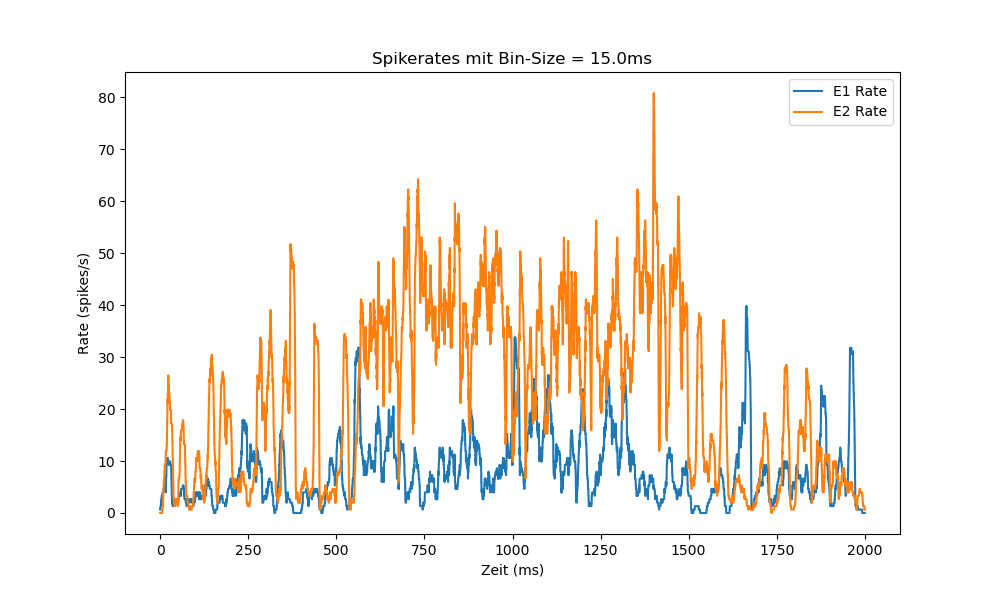 Spikerates mit Bin-Size = 15.0ms
E1 Rate
E2 Rate
80
70
60
50
40
30
20
10
0
Rate (spikes/s)
0 250 500 750 1000 1250 1500 1750 2000
Zeit (ms)